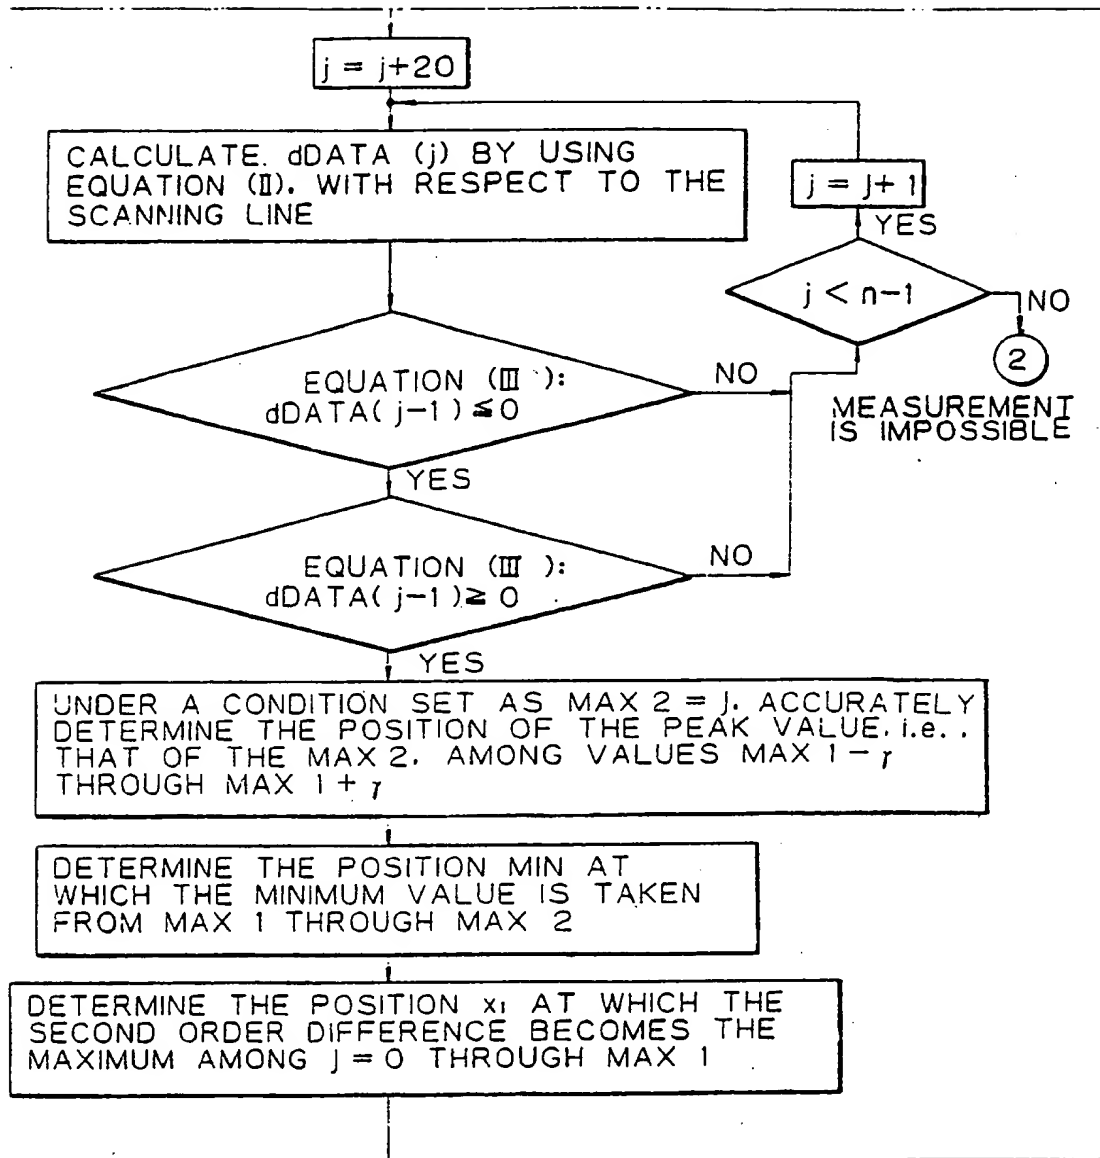 j = j+20
CALCULATE. dDATA (j) BY USING
EQUATION (II). WITH RESPECT TO THE
SCANNING LINE
j = j+1
YES
j < n-1
NO
2
MEASUREMENT
IS IMPOSSIBLE
EQUATION (III ):
dDATA( j-1 ) ≦ 0
NO
YES
EQUATION (III ):
dDATA( j-1 ) ≧ 0
NO
YES
UNDER A CONDITION SET AS MAX 2 = j. ACCURATELY
DETERMINE THE POSITION OF THE PEAK VALUE. i.e. .
THAT OF THE MAX 2. AMONG VALUES MAX 1 - γ
THROUGH MAX 1 + γ
DETERMINE THE POSITION MIN AT
WHICH THE MINIMUM VALUE IS TAKEN
FROM MAX 1 THROUGH MAX 2
DETERMINE THE POSITION x₁ AT WHICH THE
SECOND ORDER DIFFERENCE BECOMES THE
MAXIMUM AMONG j = 0 THROUGH MAX 1